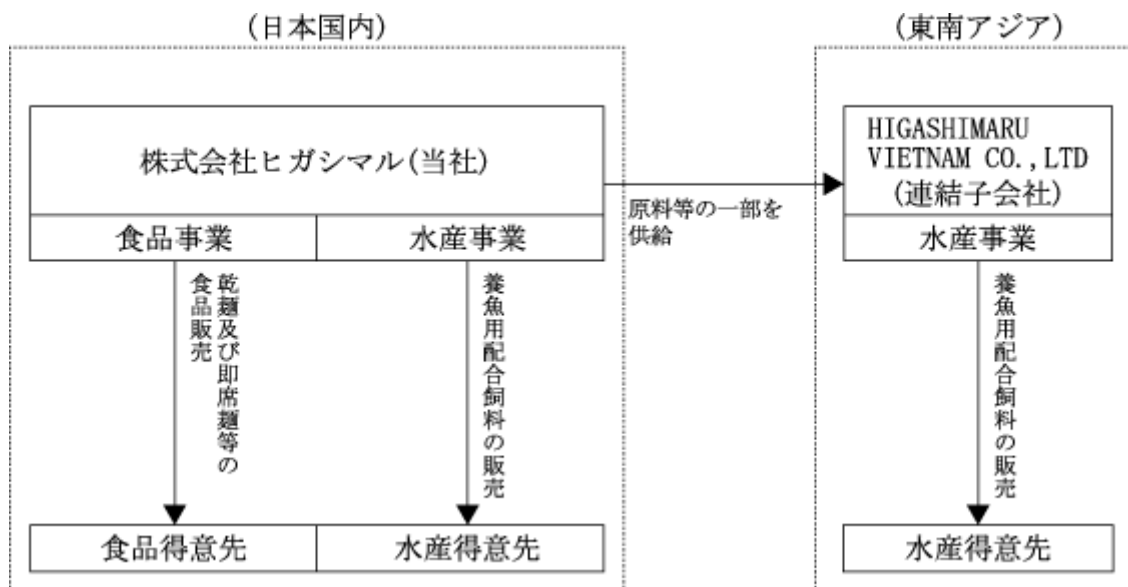 (日本国内)
(東南アジア)
株式会社ヒガシマル(当社)
食品事業
水産事業
原料等の一部を
供給
HIGASHIMARU
VIETNAM CO.,LTD
(連結子会社)
水産事業
乾麺及び即席麺等の
食品販売
養魚用配合飼料の販売
養魚用配合飼料の販売
食品得意先
水産得意先
水産得意先